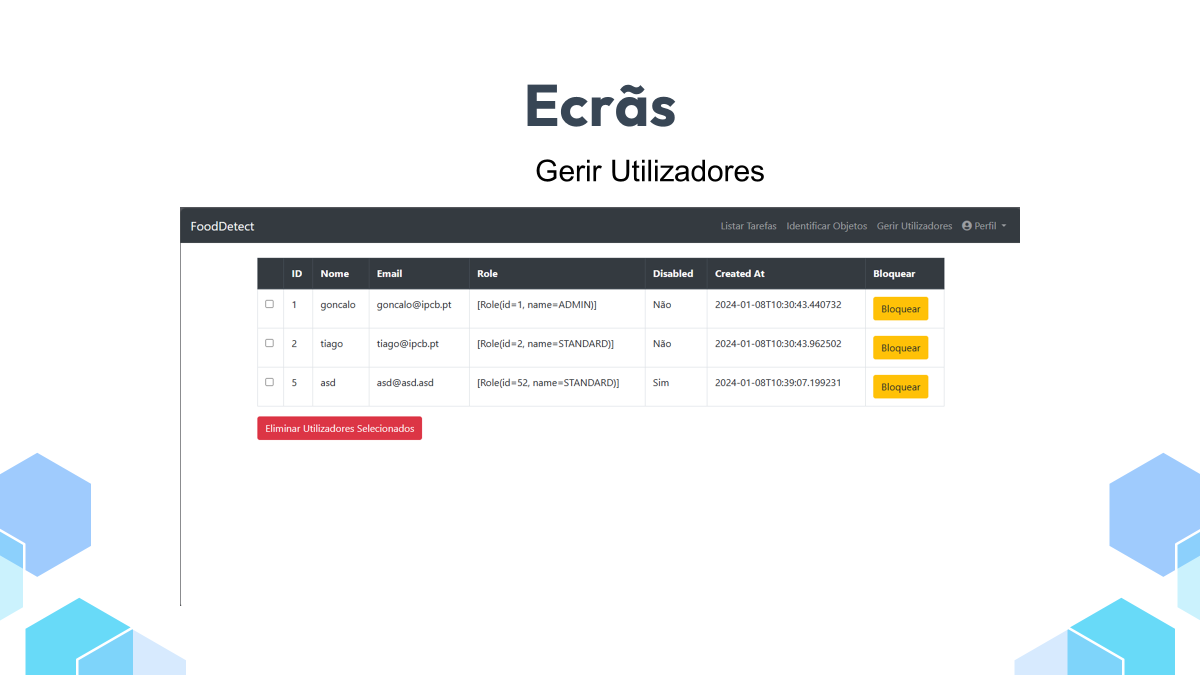 Ecrãs
Gerir Utilizadores
FoodDetect Listar Tarefas Identificar Objetos Gerir Utilizadores Perfil
ID Nome Email Role Disabled Created At Bloquear
1 goncalo goncalo@ipcb.pt [Role(id=1, name=ADMIN)] Não 2024-01-08T10:30:43.440732 Bloquear
2 tiago tiago@ipcb.pt [Role(id=2, name=STANDARD)] Não 2024-01-08T10:30:43.962502 Bloquear
5 asd asd@asd.asd [Role(id=52, name=STANDARD)] Sim 2024-01-08T10:39:07.199231 Bloquear
Eliminar Utilizadores Selecionados